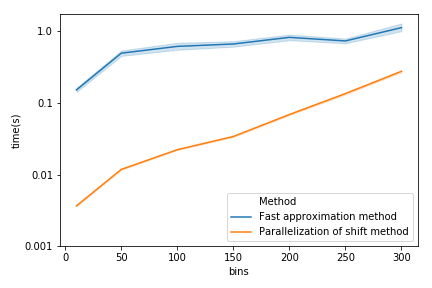 1.0
0.1
0.01
0.001
time(s)
0 50 100 150 200 250 300
bins
Method
Fast approximation method
Parallelization of shift method